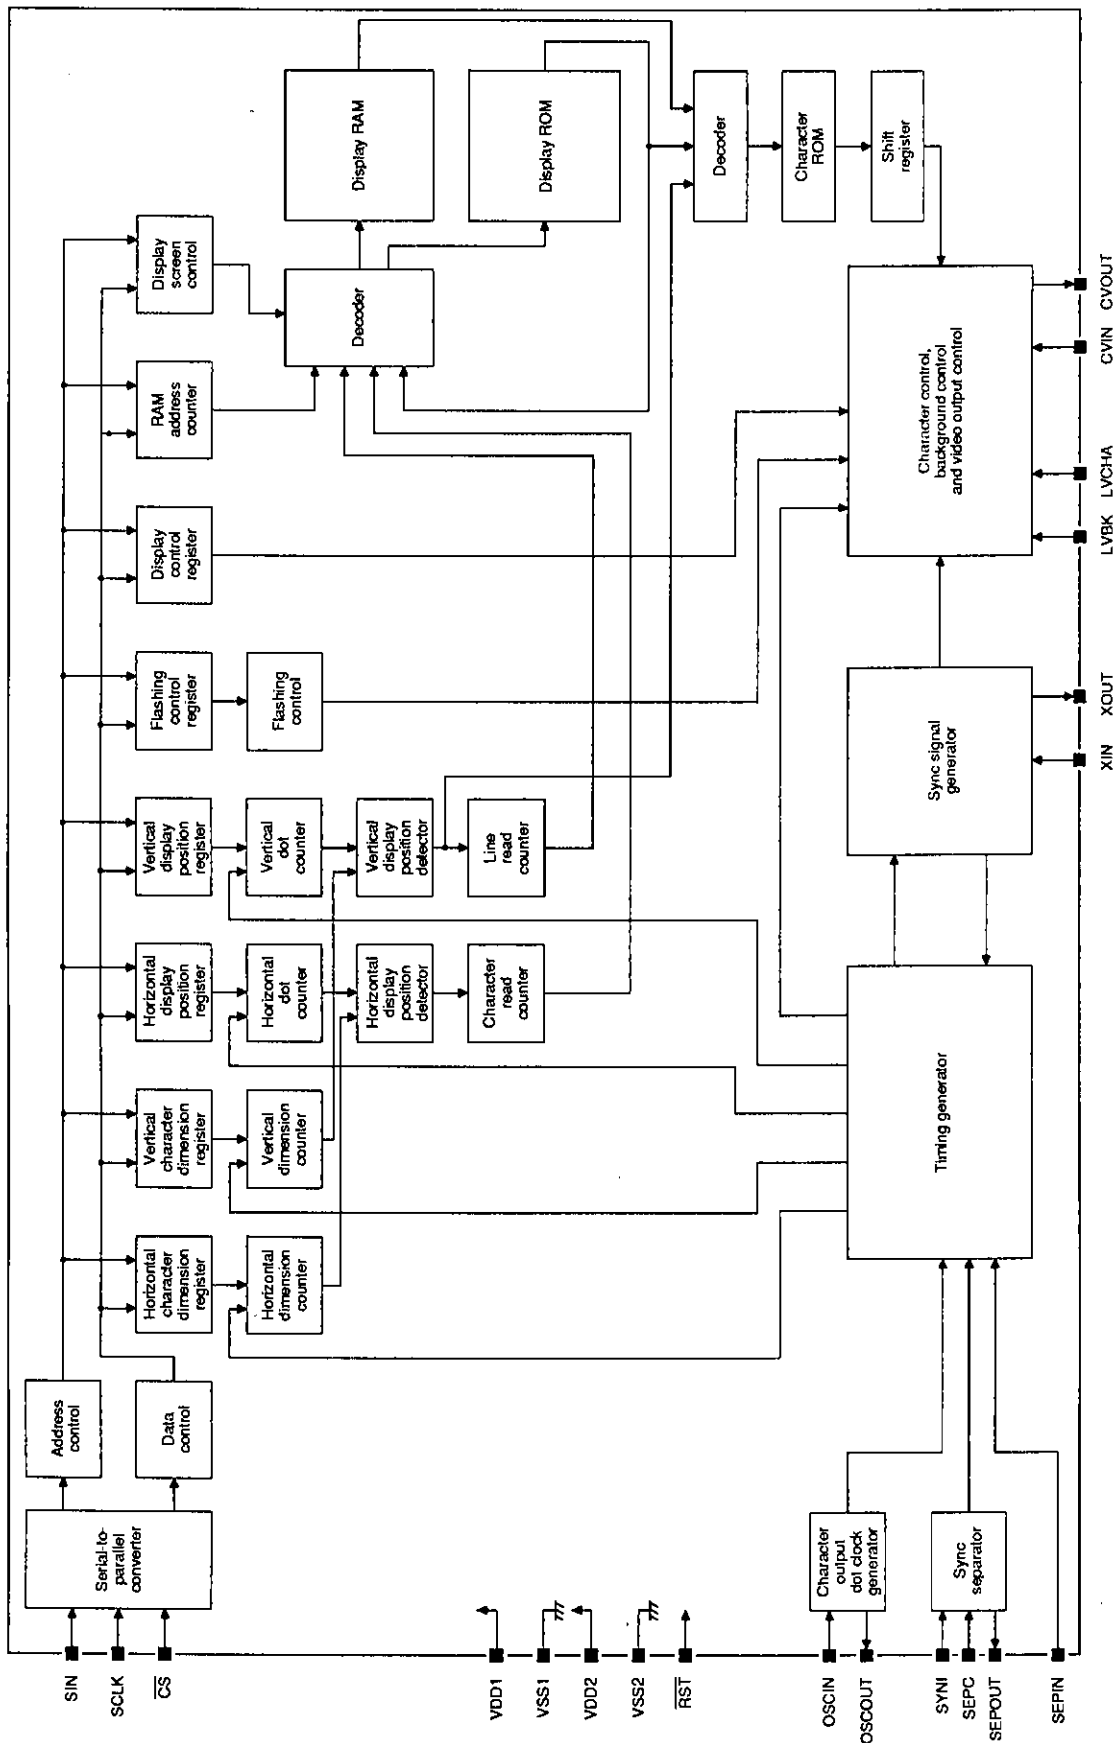 SIN
SCLK
CS
VDD1
VSS1
VDD2
VSS2
RST
OSCIN
OSCOUT
SYNI
SEPC
SEPOUT
SEPIN
Serial-to-
parallel
converter
Address
control
Data
control
Horizontal
character
dimension
register
Vertical
character
dimension
register
Horizontal
display
position
register
Vertical
display
position
register
Flashing
control
register
Display
control
register
RAM
address
counter
Display
screen
control
Horizontal
dimension
counter
Vertical
dimension
counter
Horizontal
dot
counter
Vertical
dot
counter
Flashing
control
Decoder
Display RAM
Horizontal
display
position
detector
Vertical
display
position
detector
Character
read
counter
Line
read
counter
Display ROM
Decoder
Character
ROM
Shift
register
Character
output
dot clock
generator
Sync
separator
Timing generator
Sync signal
generator
Character control,
background control
and video output control
XIN
XOUT
LVBK
LVCHA
CVIN
CVOUT